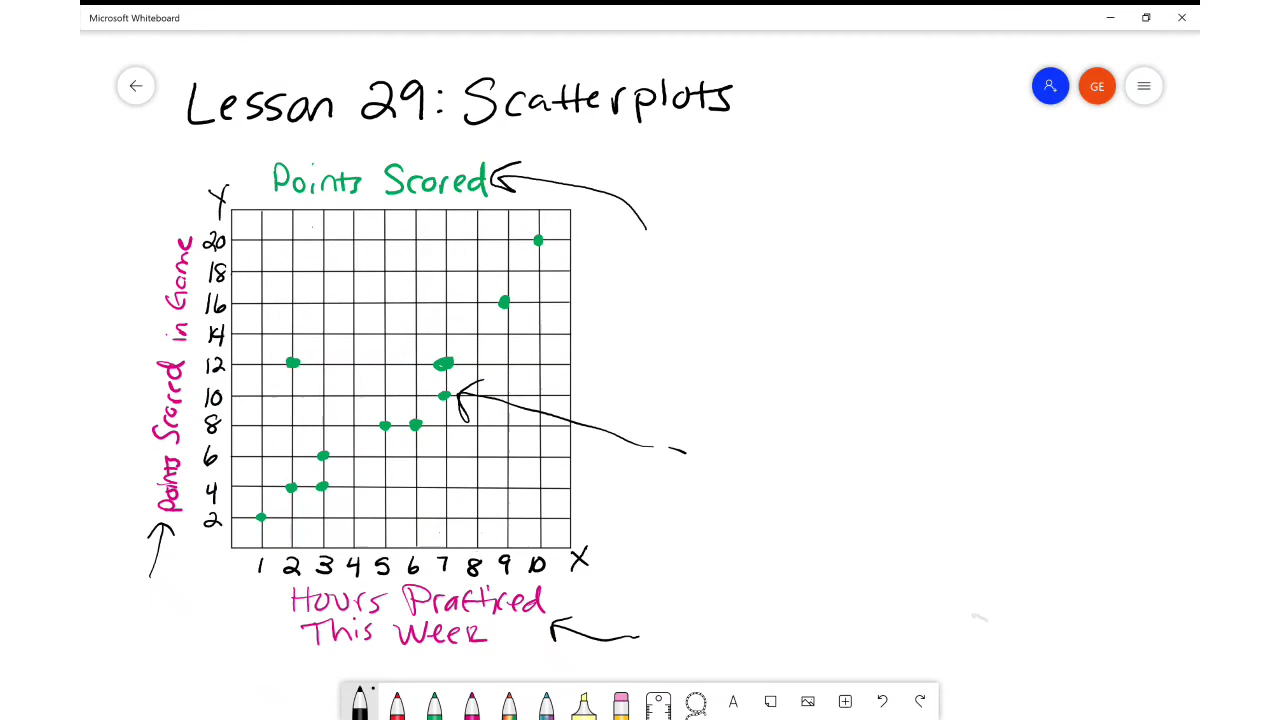 Microsoft Whiteboard
GE
Lesson 29: Scatterplots
Points Scored
Y
20
18
16
14
12
10
8
6
4
2
Points Scored in Game
1 2 3 4 5 6 7 8 9 10 X
Hours Practiced
This Week
A